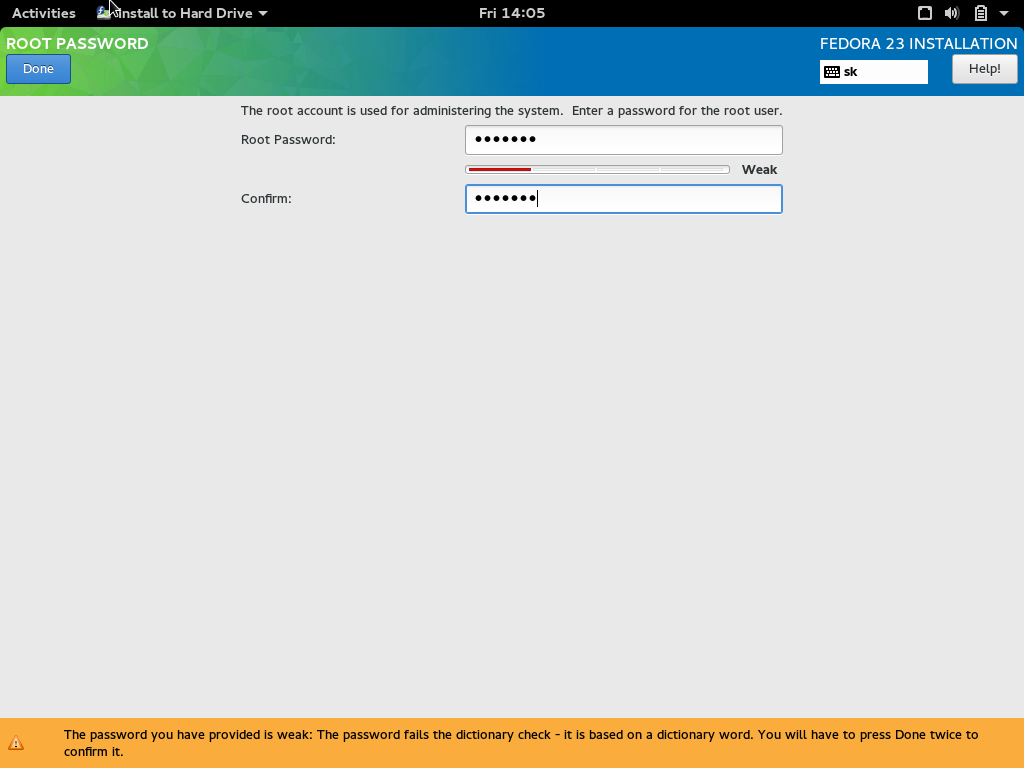 Activities Install to Hard Drive Fri 14:05
ROOT PASSWORD FEDORA 23 INSTALLATION
Done sk Help!
The root account is used for administering the system.  Enter a password for the root user.
Root Password: •••••••
Weak
Confirm: •••••••
The password you have provided is weak: The password fails the dictionary check - it is based on a dictionary word. You will have to press Done twice to
confirm it.